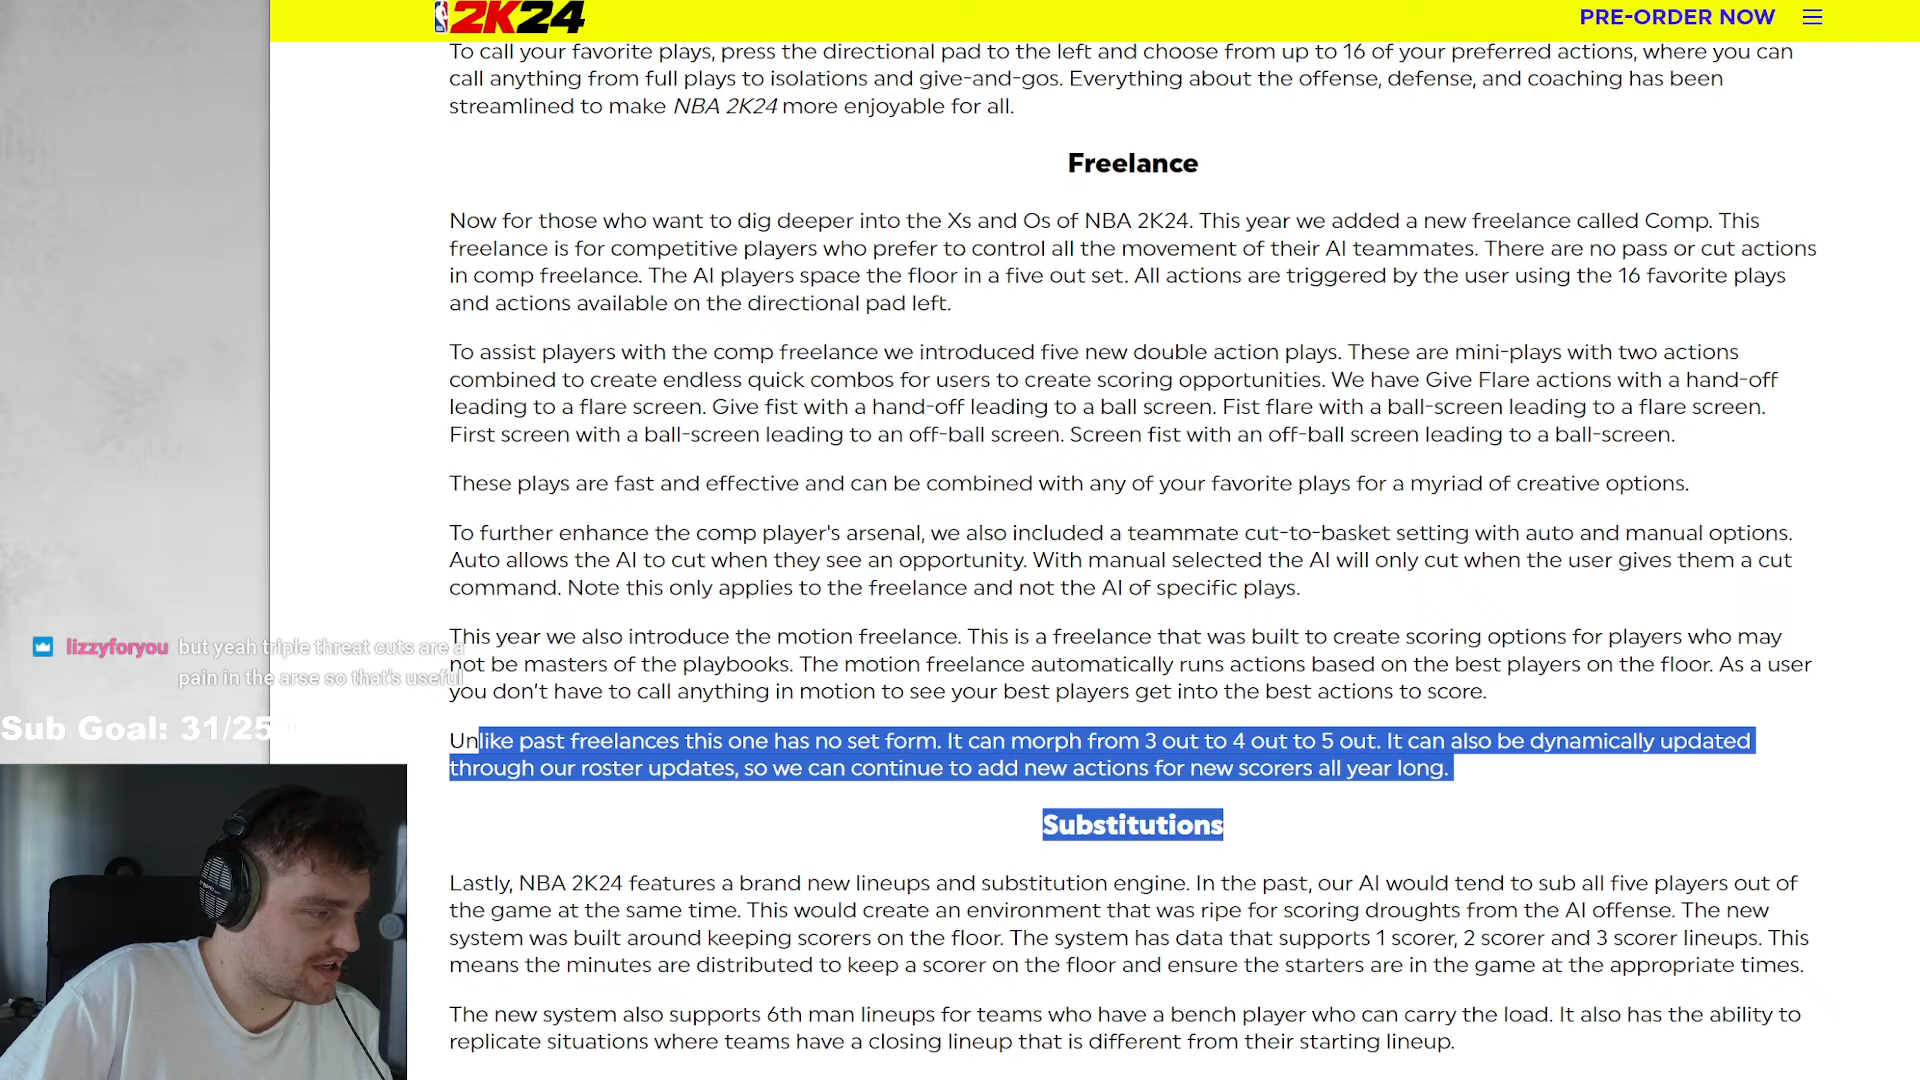 2K24
PRE-ORDER NOW
To call your favorite plays, press the directional pad to the left and choose from up to 16 of your preferred actions, where you can
call anything from full plays to isolations and give-and-gos. Everything about the offense, defense, and coaching has been
streamlined to make NBA 2K24 more enjoyable for all.
Freelance
Now for those who want to dig deeper into the Xs and Os of NBA 2K24. This year we added a new freelance called Comp. This
freelance is for competitive players who prefer to control all the movement of their AI teammates. There are no pass or cut actions
in comp freelance. The AI players space the floor in a five out set. All actions are triggered by the user using the 16 favorite plays
and actions available on the directional pad left.
To assist players with the comp freelance we introduced five new double action plays. These are mini-plays with two actions
combined to create endless quick combos for users to create scoring opportunities. We have Give Flare actions with a hand-off
leading to a flare screen. Give fist with a hand-off leading to a ball screen. Fist flare with a ball-screen leading to a flare screen.
First screen with a ball-screen leading to an off-ball screen. Screen fist with an off-ball screen leading to a ball-screen.
These plays are fast and effective and can be combined with any of your favorite plays for a myriad of creative options.
To further enhance the comp player's arsenal, we also included a teammate cut-to-basket setting with auto and manual options.
Auto allows the AI to cut when they see an opportunity. With manual selected the AI will only cut when the user gives them a cut
command. Note this only applies to the freelance and not the AI of specific plays.
lizzyforyou but yeah triple threat cuts are a
pain in the arse so that's useful
Sub Goal: 31/25
This year we also introduce the motion freelance. This is a freelance that was built to create scoring options for players who may
not be masters of the playbooks. The motion freelance automatically runs actions based on the best players on the floor. As a user
you don't have to call anything in motion to see your best players get into the best actions to score.
Unlike past freelances this one has no set form. It can morph from 3 out to 4 out to 5 out. It can also be dynamically updated
through our roster updates, so we can continue to add new actions for new scorers all year long.
Substitutions
Lastly, NBA 2K24 features a brand new lineups and substitution engine. In the past, our AI would tend to sub all five players out of
the game at the same time. This would create an environment that was ripe for scoring droughts from the AI offense. The new
system was built around keeping scorers on the floor. The system has data that supports 1 scorer, 2 scorer and 3 scorer lineups. This
means the minutes are distributed to keep a scorer on the floor and ensure the starters are in the game at the appropriate times.
The new system also supports 6th man lineups for teams who have a bench player who can carry the load. It also has the ability to
replicate situations where teams have a closing lineup that is different from their starting lineup.